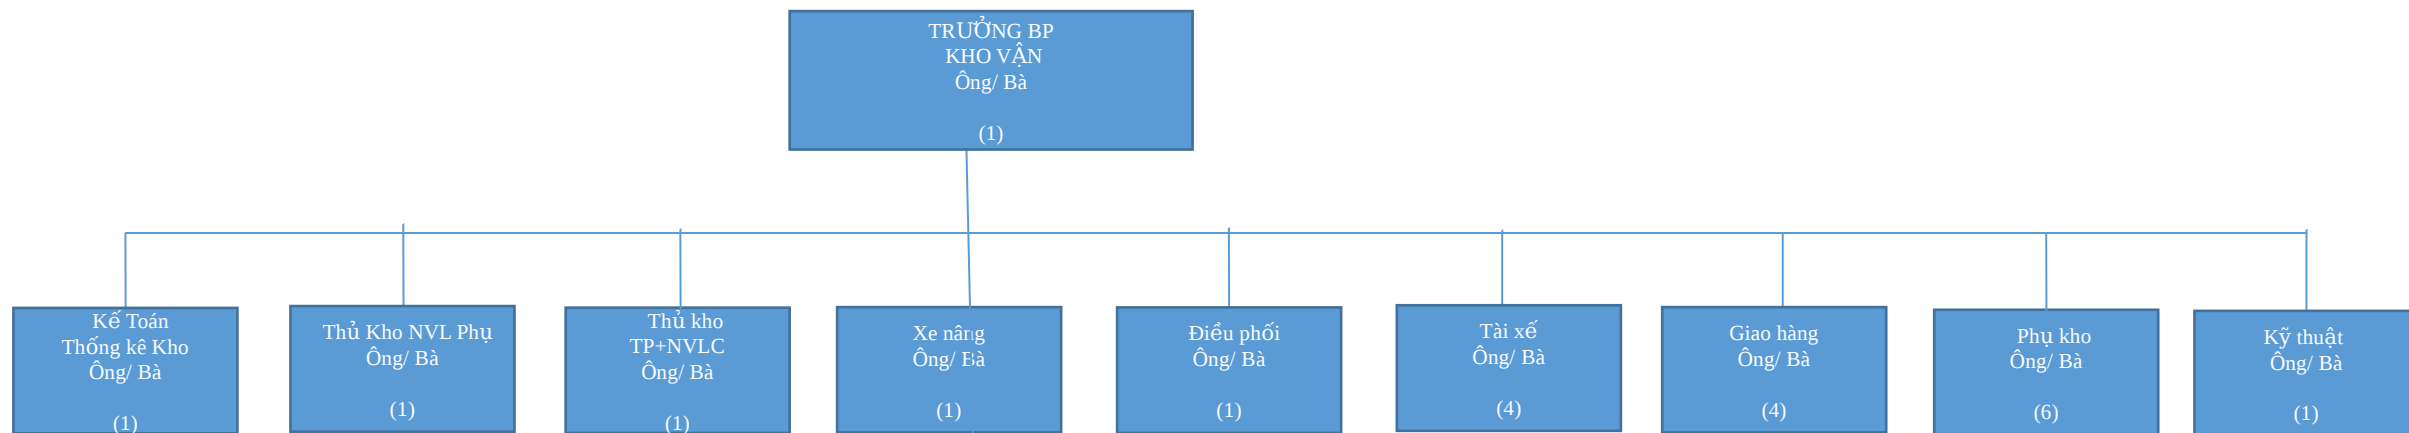 TRƯỞNG BP
KHO VẬN
Ông/ Bà
(1)
Kế Toán
Thống kê Kho
Ông/ Bà
(1)
Thủ Kho NVL Phụ
Ông/ Bà
(1)
Thủ kho
TP+NVLC
Ông/ Bà
(1)
Xe nâng
Ông/ Bà
(1)
Điều phối
Ông/ Bà
(1)
Tài xế
Ông/ Bà
(4)
Giao hàng
Ông/ Bà
(4)
Phụ kho
Ông/ Bà
(6)
Kỹ thuật
Ông/ Bà
(1)